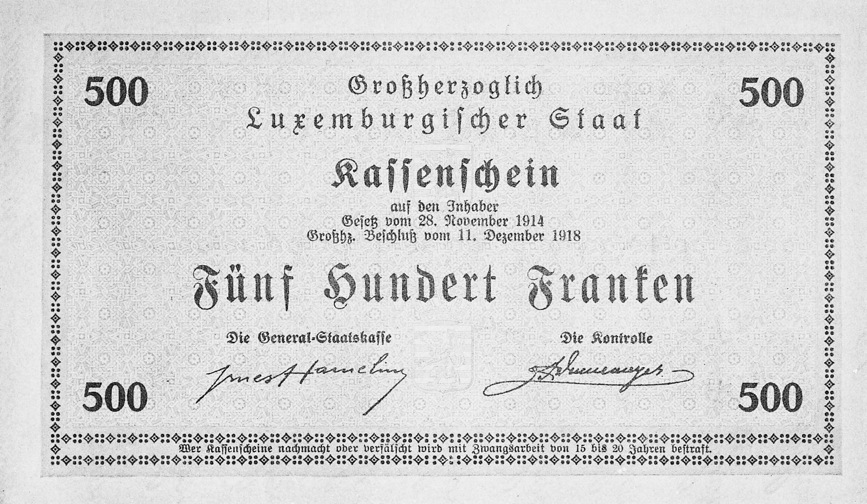 500 500
Großherzoglich
Luxemburgischer Staat
Kassenschein
auf den Inhaber
Gesetz vom 28. November 1914
Großhz. Beschluß vom 11. Dezember 1918
Fünf Hundert Franken
Die General-Staatskasse Die Kontrolle
500 500
Wer Kassenscheine nachmacht oder verfälscht wird mit Zwangsarbeit von 15 bis 20 Jahren bestraft.